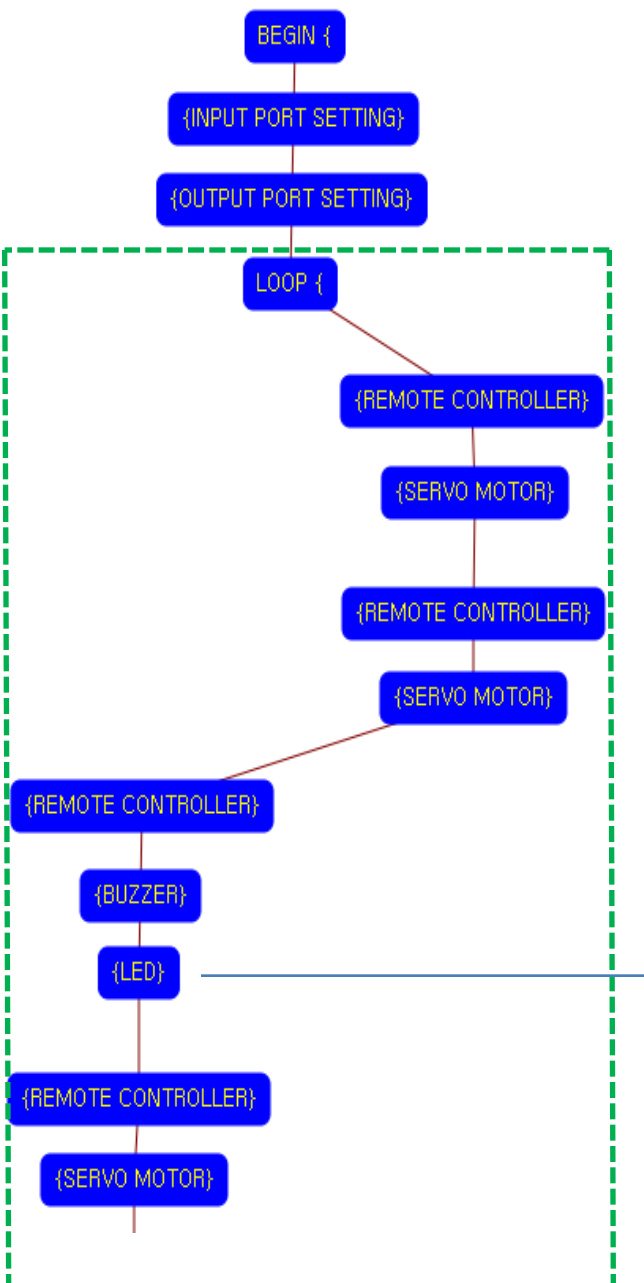 BEGIN {
{INPUT PORT SETTING}
{OUTPUT PORT SETTING}
LOOP {
{REMOTE CONTROLLER}
{SERVO MOTOR}
{REMOTE CONTROLLER}
{SERVO MOTOR}
{REMOTE CONTROLLER}
{BUZZER}
{LED}
{REMOTE CONTROLLER}
{SERVO MOTOR}